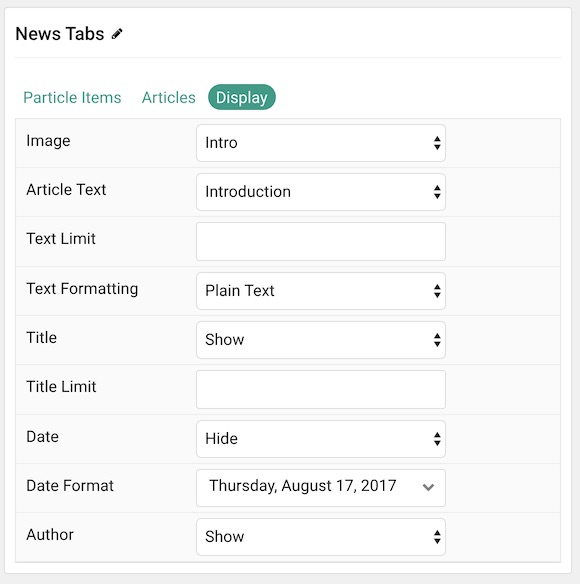 News Tabs
Particle Items Articles Display
Image Intro
Article Text Introduction
Text Limit
Text Formatting Plain Text
Title Show
Title Limit
Date Hide
Date Format Thursday, August 17, 2017
Author Show